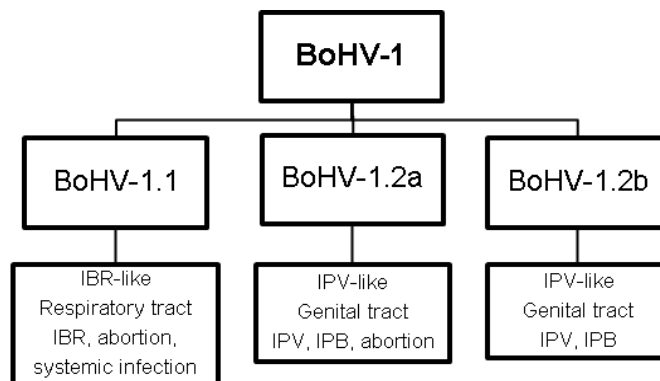 BoHV-1
BoHV-1.1
BoHV-1.2a
BoHV-1.2b
IBR-like
Respiratory tract
IBR, abortion,
systemic infection
IPV-like
Genital tract
IPV, IPB, abortion
IPV-like
Genital tract
IPV, IPB